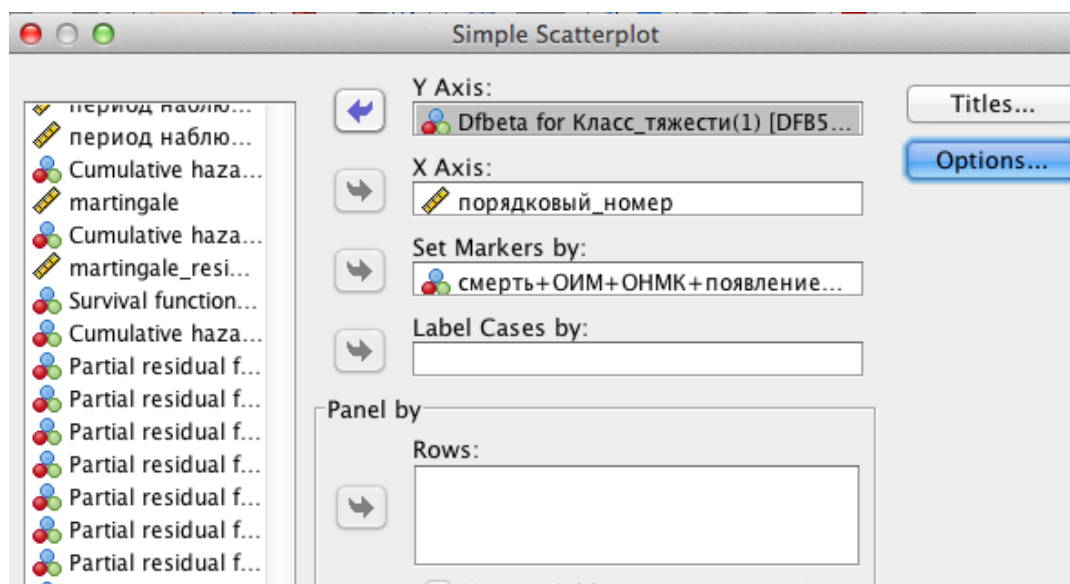 Simple Scatterplot
период наблю...
период наблю...
Cumulative haza...
martingale
Cumulative haza...
martingale_resi...
Survival function...
Cumulative haza...
Partial residual f...
Partial residual f...
Partial residual f...
Partial residual f...
Partial residual f...
Partial residual f...
Partial residual f...
Y Axis:
Dfbeta for Класс_тяжести(1) [DFB5...
X Axis:
порядковый_номер
Set Markers by:
смерть+ОИМ+ОНМК+появление...
Label Cases by:
Panel by
Rows:
Titles...
Options...